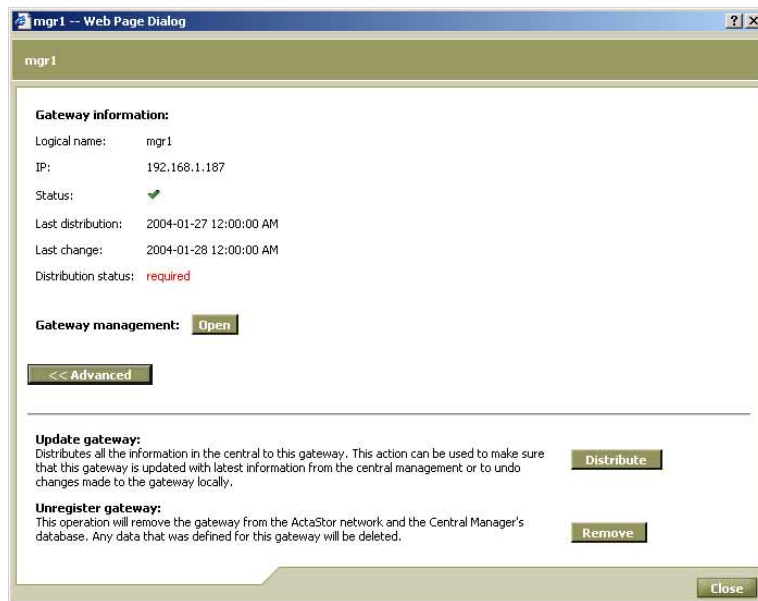 mgr1 -- Web Page Dialog
mgr1
Gateway information:
Logical name: mgr1
IP: 192.168.1.187
Status:
Last distribution: 2004-01-27 12:00:00 AM
Last change: 2004-01-28 12:00:00 AM
Distribution status: required
Gateway management: Open
<< Advanced
Update gateway:
Distributes all the information in the central to this gateway. This action can be used to make sure
that this gateway is updated with latest information from the central management or to undo
changes made to the gateway locally.
Distribute
Unregister gateway:
This operation will remove the gateway from the ActaStor network and the Central Manager's
database. Any data that was defined for this gateway will be deleted.
Remove
Close